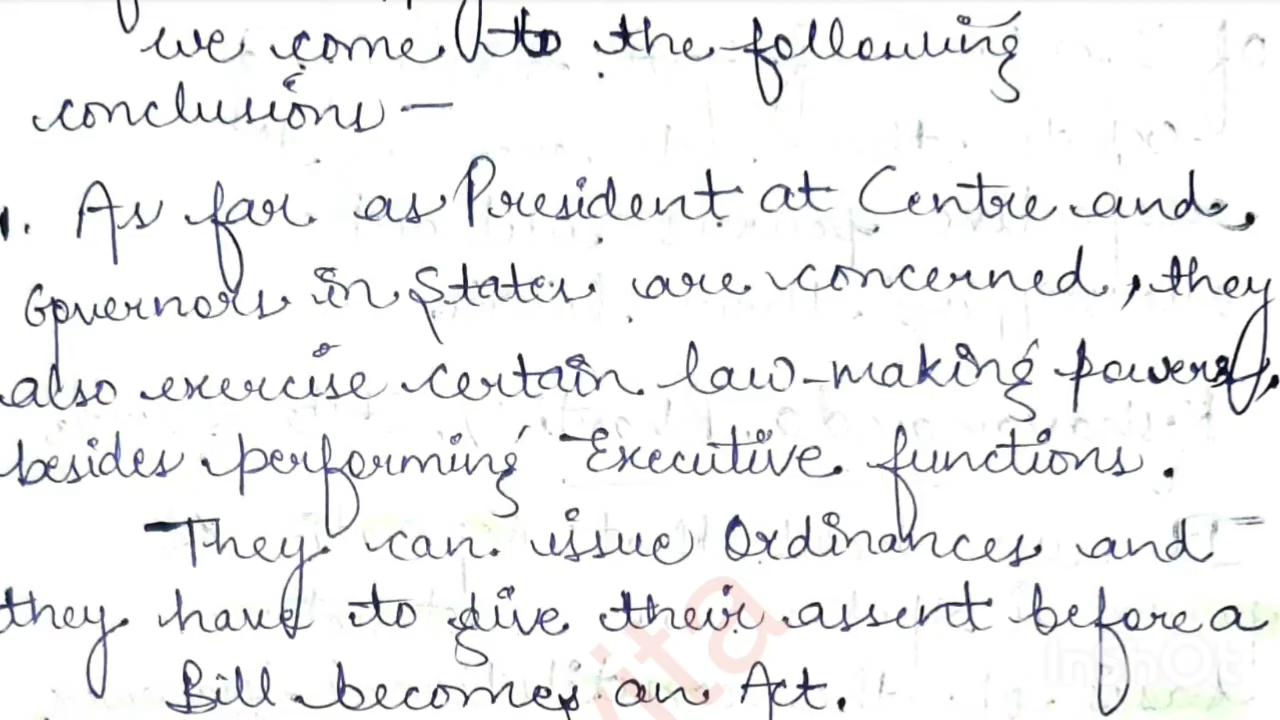 we come to the following
conclusions —
1. As far as President at Centre and,
Governors in States are concerned, they
also exercise certain law-making powers,
besides performing Executive functions.
They can issue Ordinances and
they have to give their assent before a
Bill becomes an Act.
InShOt